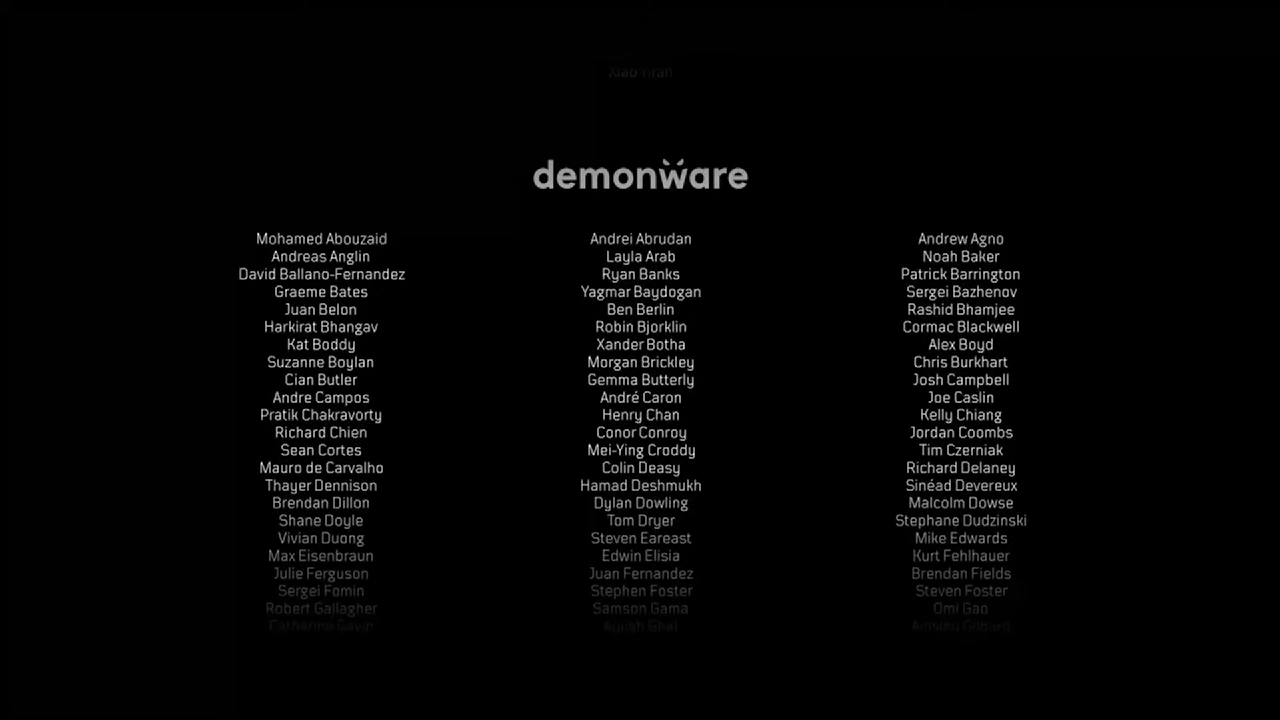 demonware
Mohamed Abouzaid Andrei Abrudan Andrew Agno
Andreas Anglin Layla Arab Noah Baker
David Ballano-Fernandez Ryan Banks Patrick Barrington
Graeme Bates Yagmar Baydogan Sergei Bazhenov
Juan Belon Ben Berlin Rashid Bhamjee
Harkirat Bhangav Robin Bjorklin Cormac Blackwell
Kat Boddy Xander Botha Alex Boyd
Suzanne Boylan Morgan Brickley Chris Burkhart
Cian Butler Gemma Butterly Josh Campbell
Andre Campos André Caron Joe Caslin
Pratik Chakravorty Henry Chan Kelly Chiang
Richard Chien Conor Conroy Jordan Coombs
Sean Cortes Mei-Ying Croddy Tim Czerniak
Mauro de Carvalho Colin Deasy Richard Delaney
Thayer Dennison Hamad Deshmukh Sinéad Devereux
Brendan Dillon Dylan Dowling Malcolm Dowse
Shane Doyle Tom Dryer Stephane Dudzinski
Vivian Duong Steven Eareast Mike Edwards
Max Eisenbraun Edwin Elisia Kurt Fehlhauer
Julie Ferguson Juan Fernandez Brendan Fields
Sergei Fomin Stephen Foster Steven Foster
Robert Gallagher Samson Gama Omi Gao
Catherine Gavin